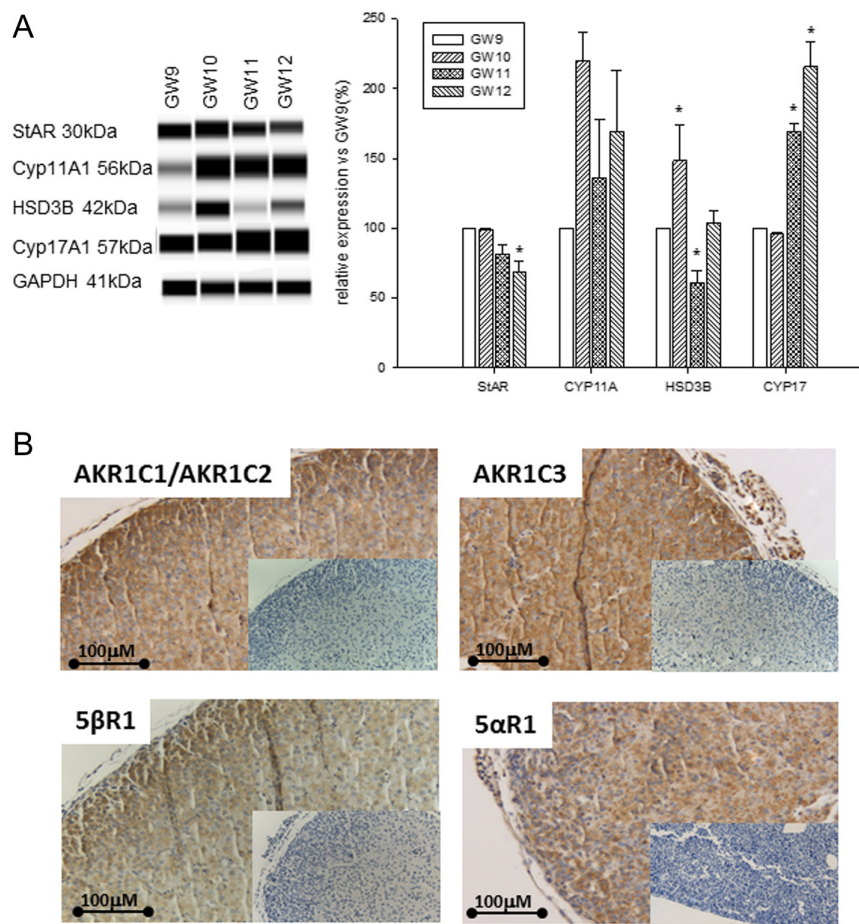 A
GW9
GW10
GW11
GW12
StAR 30kDa
Cyp11A1 56kDa
HSD3B 42kDa
Cyp17A1 57kDa
GAPDH 41kDa
relative expression vs GW9(%)
250
200
150
100
50
0
GW9
GW10
GW11
GW12
*
*
*
*
*
StAR
CYP11A
HSD3B
CYP17
B
AKR1C1/AKR1C2
100μM
AKR1C3
100μM
5βR1
100μM
5αR1
100μM